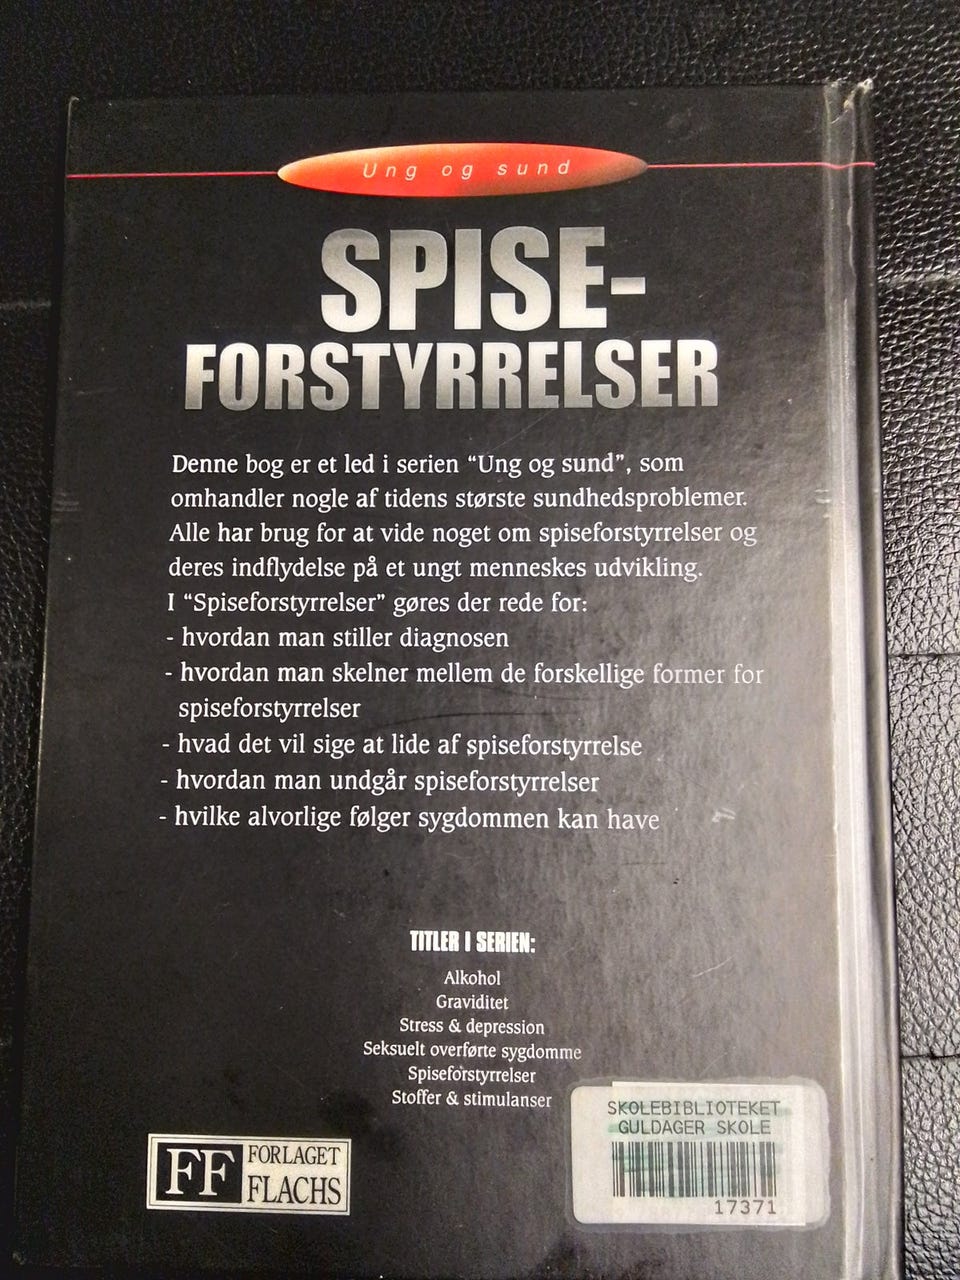 Ung og sund
SPISE-
FORSTYRRELSER
Denne bog er et led i serien “Ung og sund”, som
omhandler nogle af tidens største sundhedsproblemer.
Alle har brug for at vide noget om spiseforstyrrelser og
deres indflydelse på et ungt menneskes udvikling.
I “Spiseforstyrrelser” gøres der rede for:
- hvordan man stiller diagnosen
- hvordan man skelner mellem de forskellige former for
spiseforstyrrelser
- hvad det vil sige at lide af spiseforstyrrelse
- hvordan man undgår spiseforstyrrelser
- hvilke alvorlige følger sygdommen kan have
TITLER I SERIEN:
Alkohol
Graviditet
Stress & depression
Seksuelt overførte sygdomme
Spiseforstyrrelser
Stoffer & stimulanser
FF FORLAGET
FLACHS
SKOLEBIBLIOTEKET
GULDAGER SKOLE
17371